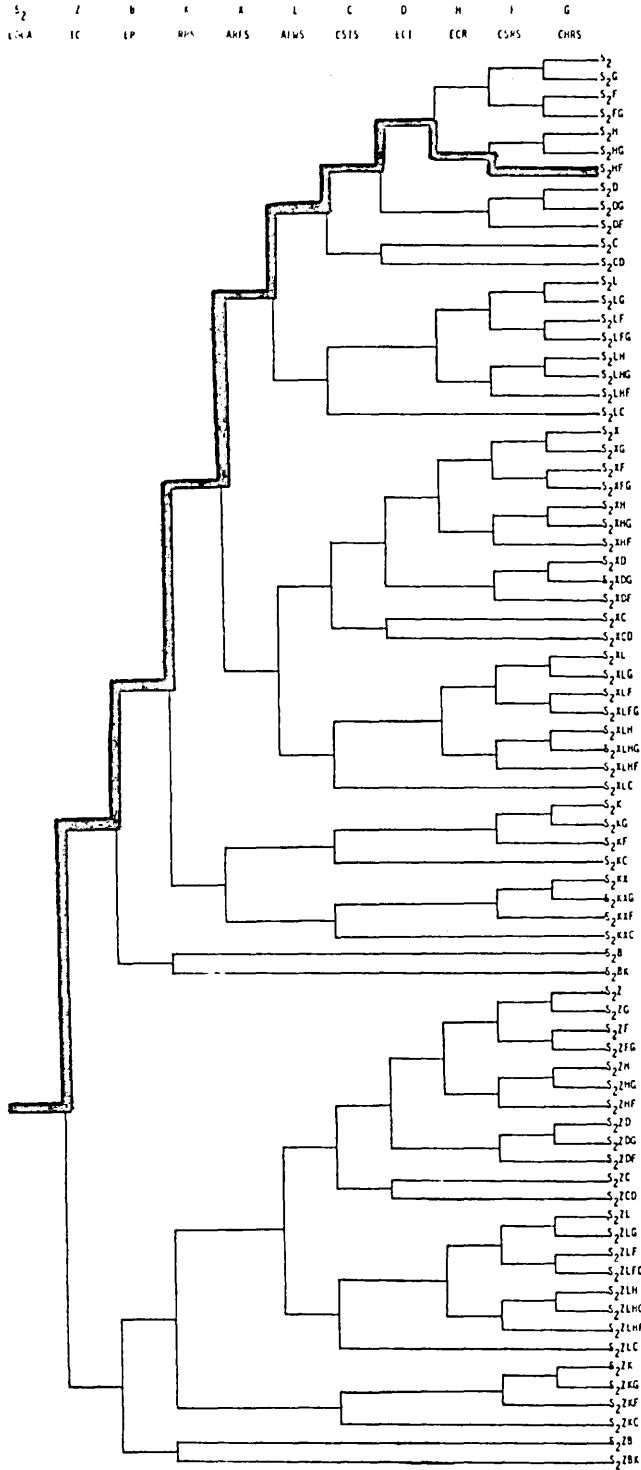 S2 Z B K X L C D H F G
IC EP RPS ARFS AIWS CSIS ECI ECR CSRS CHRS
S2
S2G
S2F
S2FG
S2H
S2HG
S2HF
S2D
S2DG
S2DF
S2C
S2CD
S2L
S2LG
S2LF
S2LFG
S2LH
S2LHG
S2LHF
S2LC
S2X
S2XG
S2XF
S2XFG
S2XH
S2XHG
S2XHF
S2XD
S2XDG
S2XDF
S2XC
S2XCD
S2XL
S2XLG
S2XLF
S2XLFG
S2XLH
S2XLHG
S2XLHF
S2XLC
S2K
S2KG
S2KF
S2KC
S2KX
S2KXG
S2KXF
S2KXC
S2B
S2BK
S2Z
S2ZG
S2ZF
S2ZFG
S2ZH
S2ZHG
S2ZHF
S2ZD
S2ZDG
S2ZDF
S2ZC
S2ZCD
S2ZL
S2ZLG
S2ZLF
S2ZLFG
S2ZLH
S2ZLHG
S2ZLHF
S2ZLC
S2ZK
S2ZKG
S2ZKF
S2ZKC
S2ZB
S2ZBK